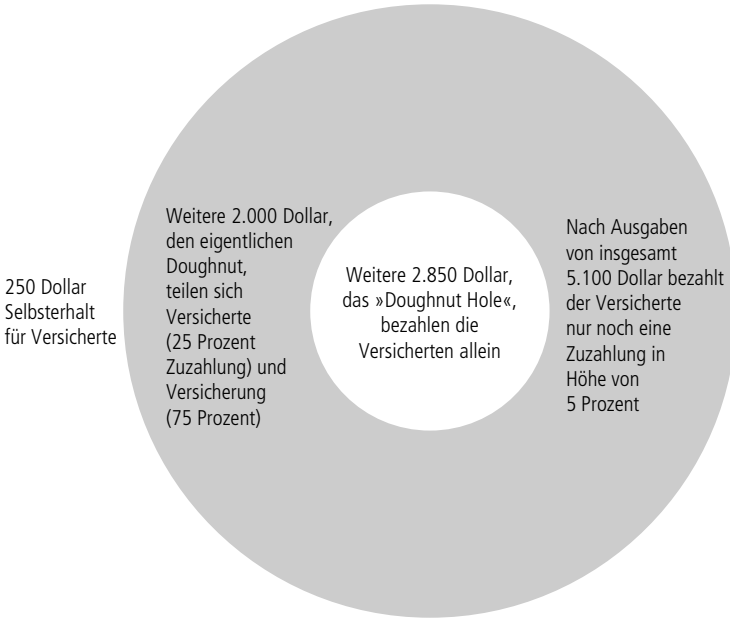 250 Dollar
Selbsterhalt
für Versicherte
Weitere 2.000 Dollar,
den eigentlichen
Doughnut,
teilen sich
Versicherte
(25 Prozent
Zuzahlung) und
Versicherung
(75 Prozent)
Weitere 2.850 Dollar,
das »Doughnut Hole«,
bezahlen die
Versicherten allein
Nach Ausgaben
von insgesamt
5.100 Dollar bezahlt
der Versicherte
nur noch eine
Zuzahlung in
Höhe von
5 Prozent